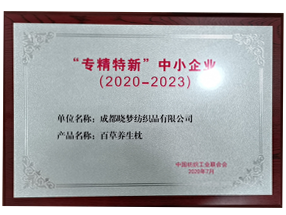 “专精特新”中小企业
(2020-2023)
单位名称：成都晓梦纺织品有限公司
产品名称：百草养生枕
中国纺织工业联合会
2020年7月